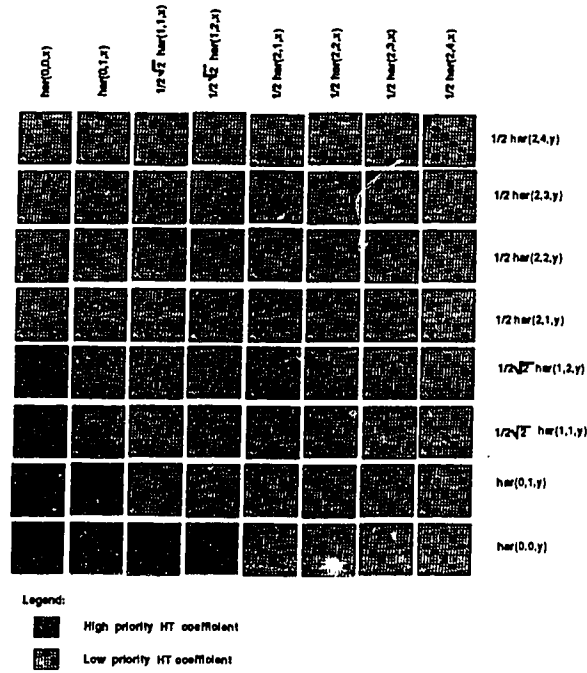 har(0,0,x)
har(0,1,x)
1/2√2 har(1,1,x)
1/2√2 har(1,2,x)
1/2 har(2,1,x)
1/2 har(2,2,x)
1/2 har(2,3,x)
1/2 har(2,4,x)
1/2 har(2,4,y)
1/2 har(2,3,y)
1/2 har(2,2,y)
1/2 har(2,1,y)
1/2√2 har(1,2,y)
1/2√2 har(1,1,y)
har(0,1,y)
har(0,0,y)
Legend:
High priority HT coefficient
Low priority HT coefficient